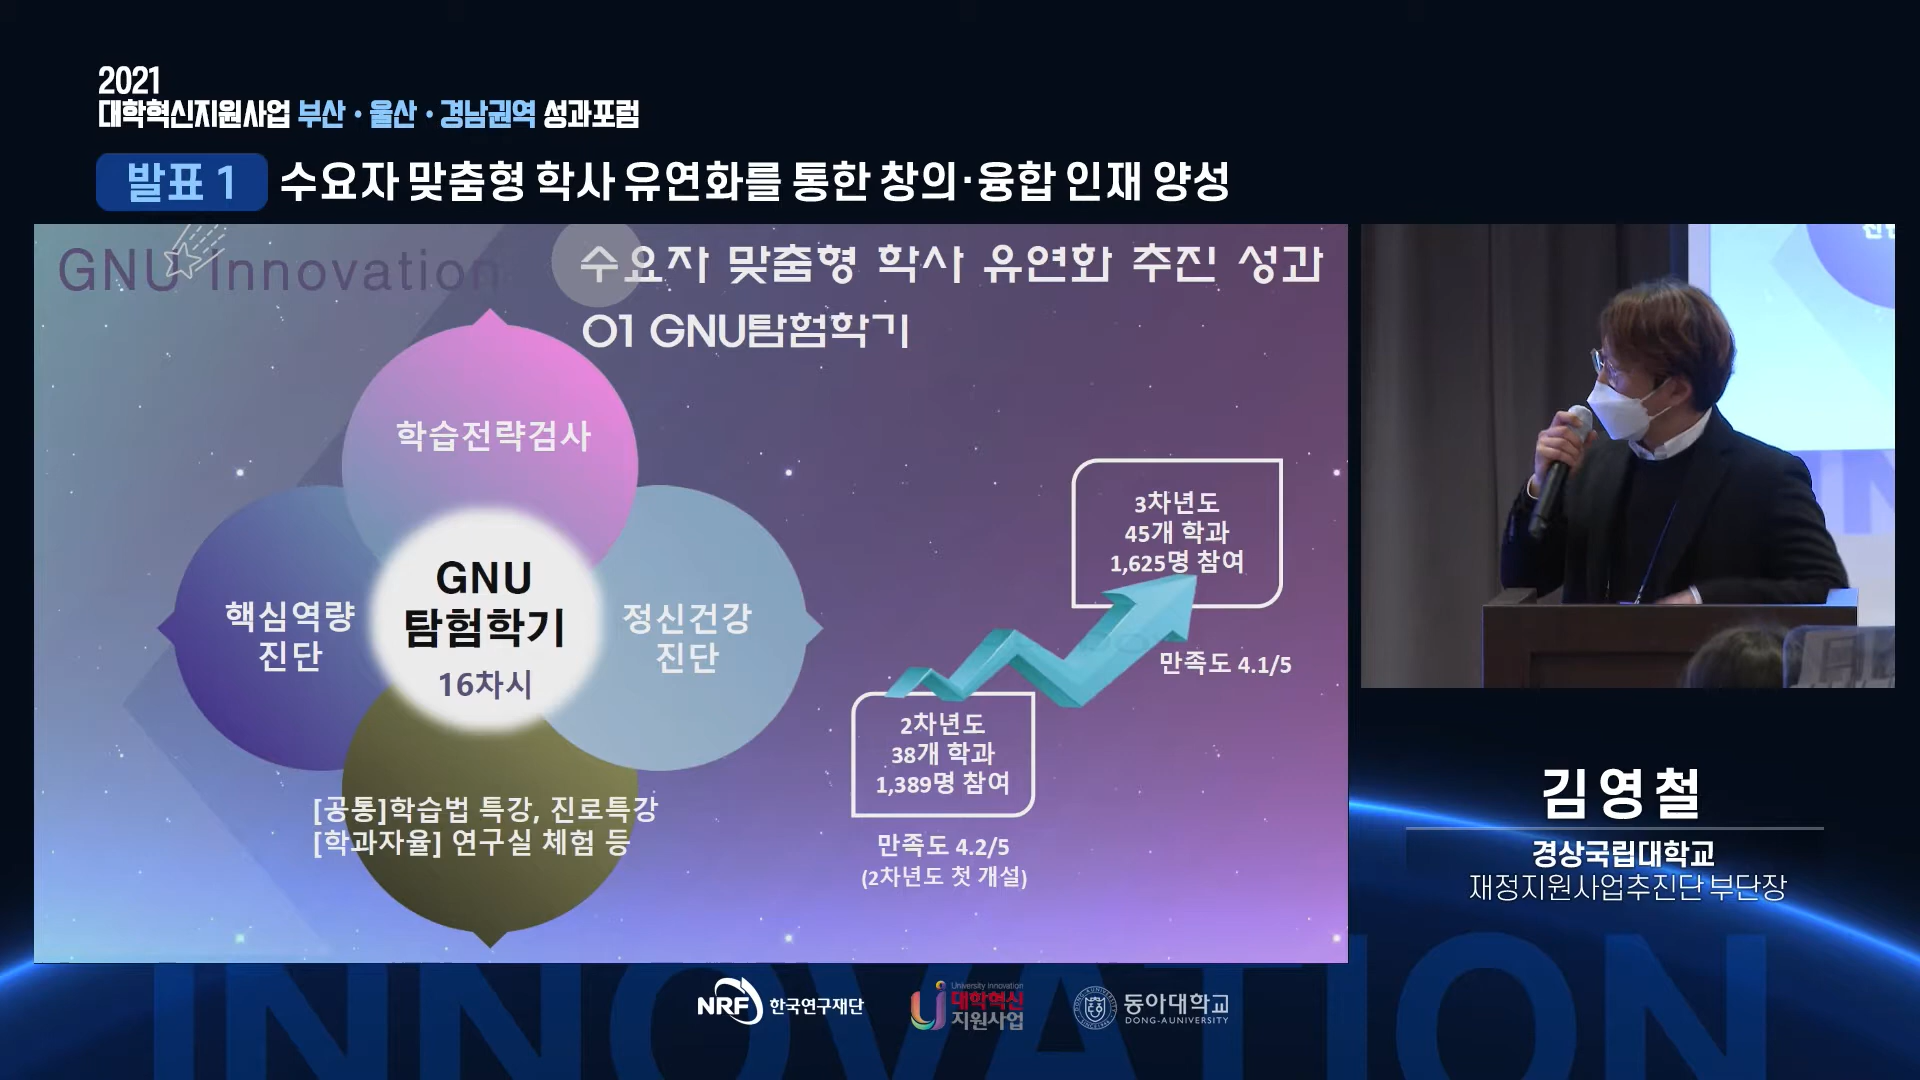 2021
대학혁신지원사업 부산·울산·경남권역 성과포럼
발표 1 수요자 맞춤형 학사 유연화를 통한 창의·융합 인재 양성
GNU Innovation
수요자 맞춤형 학사 유연화 추진 성과
01 GNU탐험학기
학습전략검사
핵심역량
진단
GNU
탐험학기
16차시
정신건강
진단
[공통]학습법 특강, 진로특강
[학과자율] 연구실 체험 등
3차년도
45개 학과
1,625명 참여
만족도 4.1/5
2차년도
38개 학과
1,389명 참여
만족도 4.2/5
(2차년도 첫 개설)
김영철
경상국립대학교
재정지원사업추진단 부단장
INNOVATION
NRF 한국연구재단
University Innovation
대학혁신
지원사업
동아대학교
DONG-A UNIVERSITY